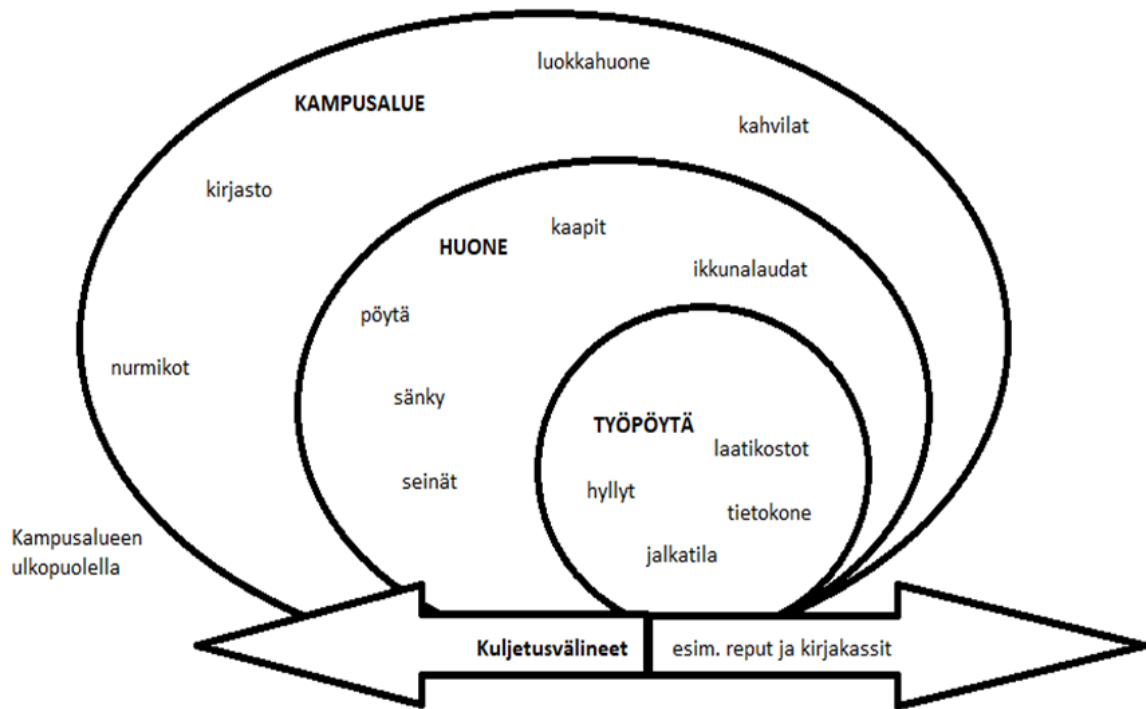 luokkahuone
KAMPUSALUE
kahvilat
kirjasto
kaapit
HUONE
ikkunalaudat
pöytä
nurmikot
sänky
TYÖPÖYTÄ
laatikostot
seinät
hyllyt
tietokone
Kampusalueen
ulkopuolella
jalkatila
Kuljetusvälineet
esim. reput ja kirjakassit